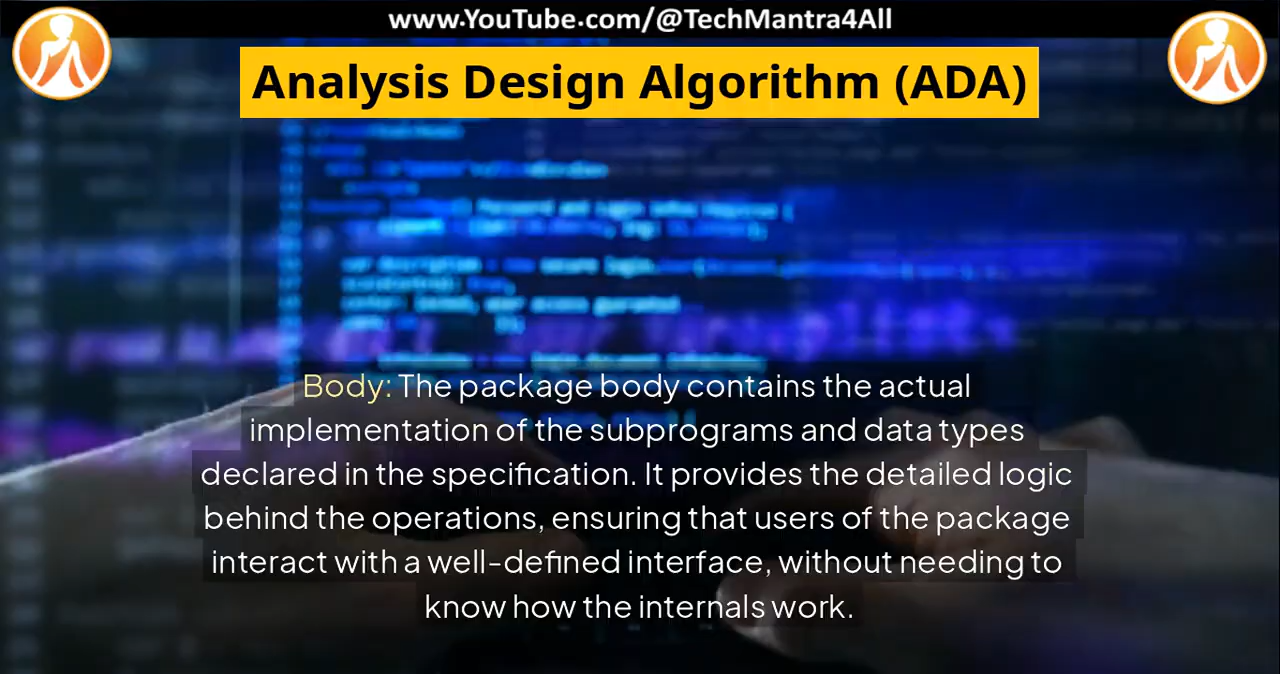 www.YouTube.com/@TechMantra4All
Analysis Design Algorithm (ADA)
Body: The package body contains the actual
implementation of the subprograms and data types
declared in the specification. It provides the detailed logic
behind the operations, ensuring that users of the package
interact with a well-defined interface, without needing to
know how the internals work.